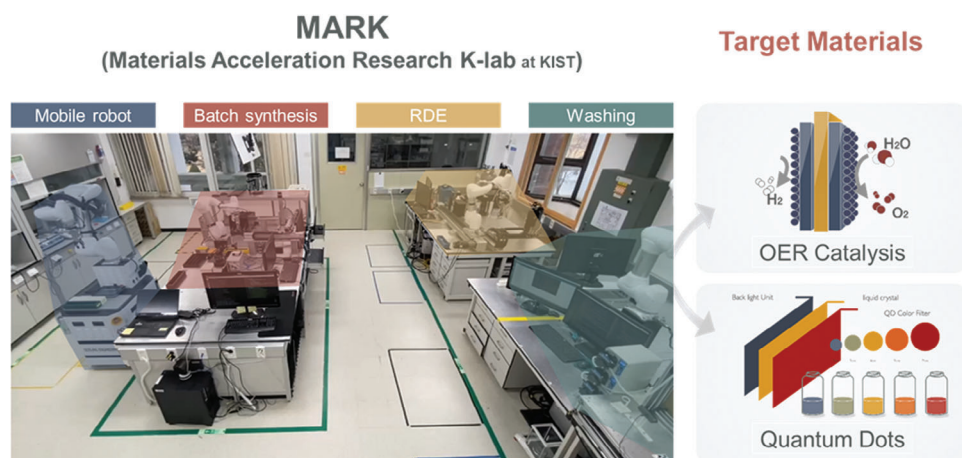 MARK
(Materials Acceleration Research K-lab at KIST)
Target Materials
Mobile robot
Batch synthesis
RDE
Washing
H2O
H2
O2
OER Catalysis
Back light Unit
liquid crystal
QD Color Filter
Quantum Dots